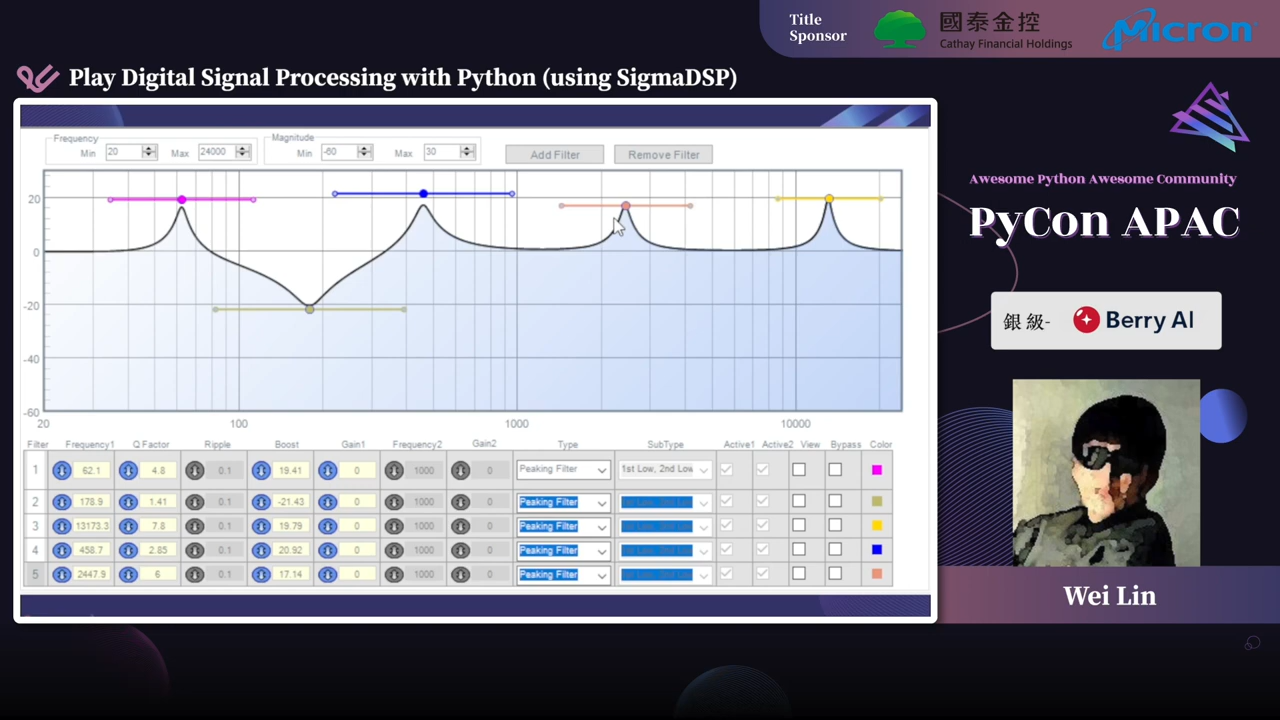 Title
Sponsor
國泰金控
Cathay Financial Holdings
Micron
Play Digital Signal Processing with Python (using SigmaDSP)
Awesome Python Awesome Community
PyCon APAC
銀級-
Berry AI
Wei Lin
Frequency
Min 20 Max 24000
Magnitude
Min -60 Max 30
Add Filter
Remove Filter
20
0
-20
-40
-60
20 100 1000 10000
Filter Frequency1 Q Factor Ripple Boost Gain1 Frequency2 Gain2 Type SubType Active1 Active2 View Bypass Color
1 62.1 4.8 0.1 19.41 0 1000 0 Peaking Filter 1st Low, 2nd Low
2 178.9 1.41 0.1 -21.43 0 1000 0 Peaking Filter
3 13173.3 7.8 0.1 19.79 0 1000 0 Peaking Filter
4 458.7 2.85 0.1 20.92 0 1000 0 Peaking Filter
5 2447.9 6 0.1 17.14 0 1000 0 Peaking Filter